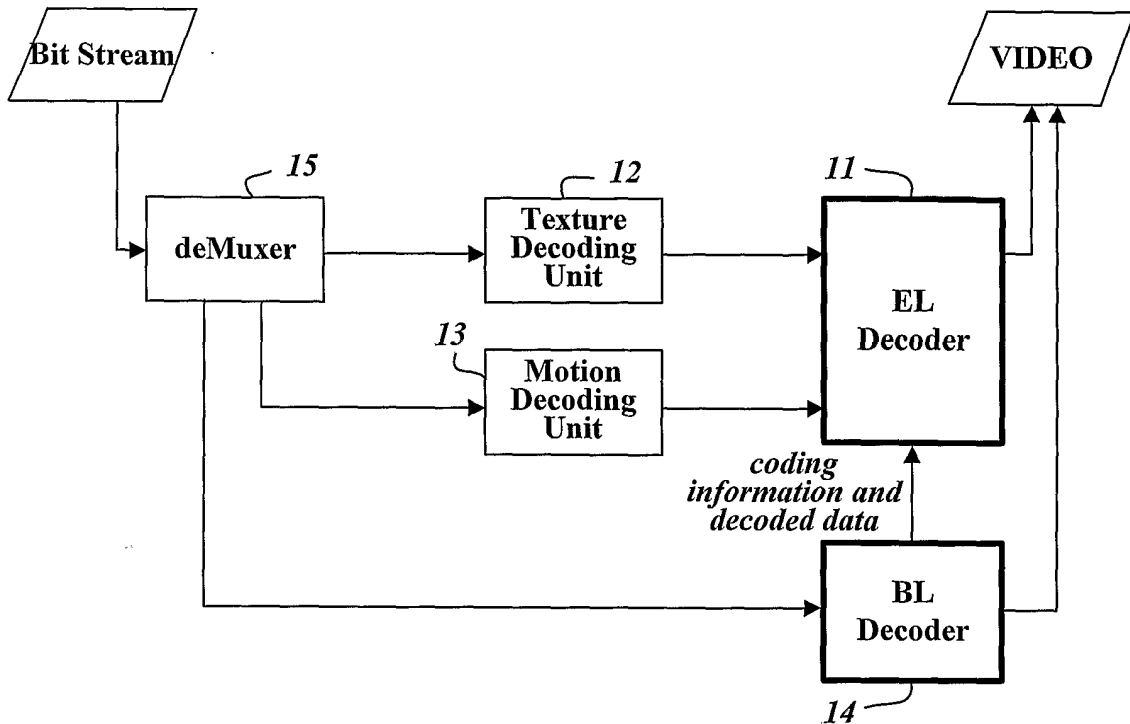 Bit Stream
VIDEO
15
deMuxer
12
Texture
Decoding
Unit
11
EL
Decoder
13
Motion
Decoding
Unit
coding
information and
decoded data
BL
Decoder
14